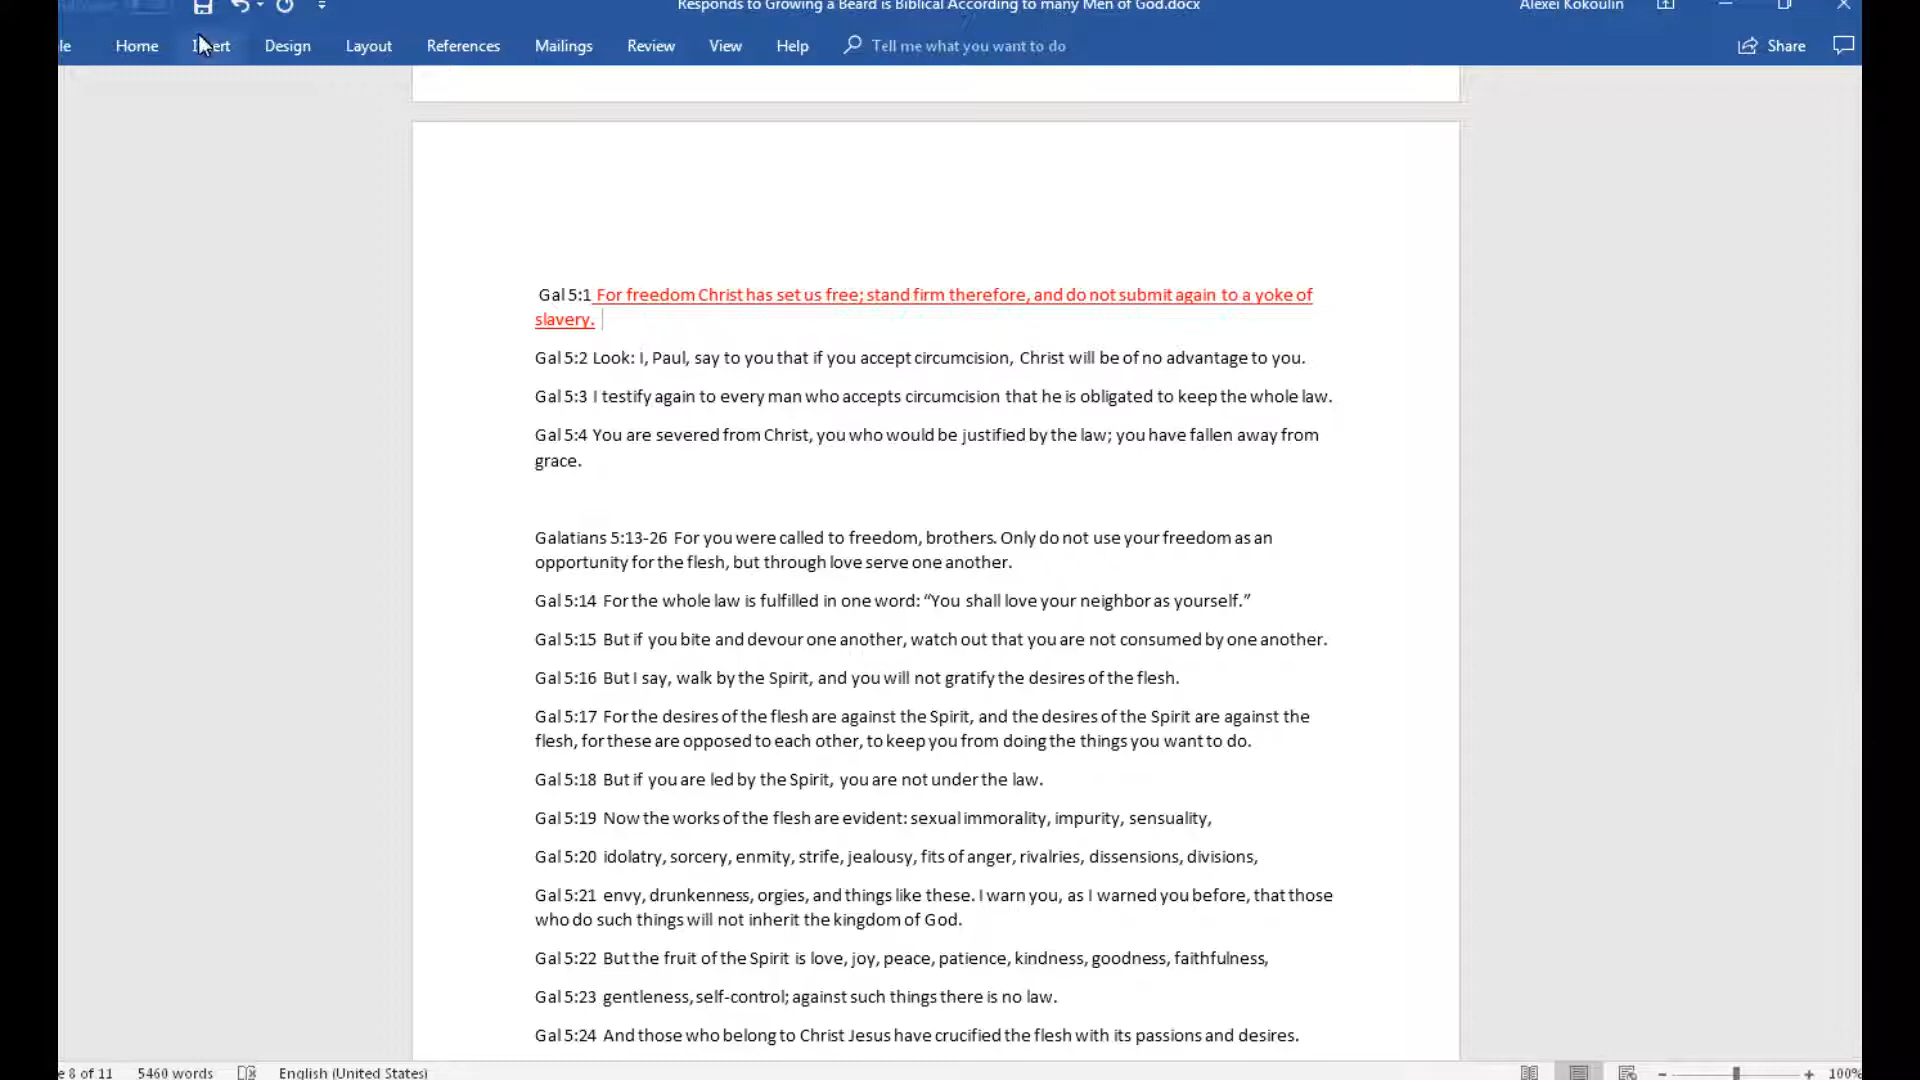 Responds to Growing a Beard is Biblical According to many Men of God.docx
Alexei Kokoulin
le Home Insert Design Layout References Mailings Review View Help Tell me what you want to do Share
Gal 5:1 For freedom Christ has set us free; stand firm therefore, and do not submit again to a yoke of
slavery.
Gal 5:2 Look: I, Paul, say to you that if you accept circumcision, Christ will be of no advantage to you.
Gal 5:3 I testify again to every man who accepts circumcision that he is obligated to keep the whole law.
Gal 5:4 You are severed from Christ, you who would be justified by the law; you have fallen away from
grace.
Galatians 5:13-26 For you were called to freedom, brothers. Only do not use your freedom as an
opportunity for the flesh, but through love serve one another.
Gal 5:14 For the whole law is fulfilled in one word: “You shall love your neighbor as yourself.”
Gal 5:15 But if you bite and devour one another, watch out that you are not consumed by one another.
Gal 5:16 But I say, walk by the Spirit, and you will not gratify the desires of the flesh.
Gal 5:17 For the desires of the flesh are against the Spirit, and the desires of the Spirit are against the
flesh, for these are opposed to each other, to keep you from doing the things you want to do.
Gal 5:18 But if you are led by the Spirit, you are not under the law.
Gal 5:19 Now the works of the flesh are evident: sexual immorality, impurity, sensuality,
Gal 5:20 idolatry, sorcery, enmity, strife, jealousy, fits of anger, rivalries, dissensions, divisions,
Gal 5:21 envy, drunkenness, orgies, and things like these. I warn you, as I warned you before, that those
who do such things will not inherit the kingdom of God.
Gal 5:22 But the fruit of the Spirit is love, joy, peace, patience, kindness, goodness, faithfulness,
Gal 5:23 gentleness, self-control; against such things there is no law.
Gal 5:24 And those who belong to Christ Jesus have crucified the flesh with its passions and desires.
e 8 of 11 5460 words English (United States) 100%